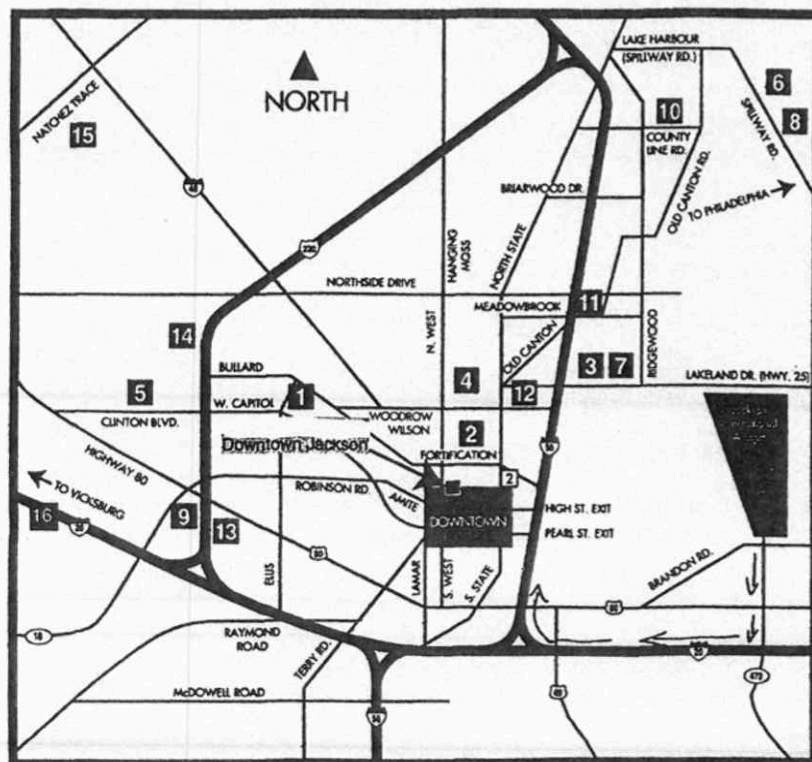 LAKE HARBOUR
(SPILLWAY RD.)
NATCHEZ TRACE
NORTH
15
6
8
10
SPILLWAY RD.
COUNTY
LINE RD.
OLD CANTON RD.
TO PHILADELPHIA
BRIARWOOD DR.
220
HANGING
MOSS
NORTH STATE
NORTHSIDE DRIVE
MEADOWBROOK
11
14
N. WEST
OLD CANTON
RIDGEWOOD
BULLARD
3
7
LAKELAND DR. (HWY. 25)
5
1
4
12
W. CAPITOL
CLINTON BLVD.
WOODROW
WILSON
2
Downtown Jackson
FORTIFICATION
HIGHWAY 80
ROBINSON RD.
AMITE
2
TO VICKSBURG
DOWNTOWN
HIGH ST. EXIT
PEARL ST. EXIT
16
9
13
20
80
ELLIS
LAMAR
S. WEST
S. STATE
BRANDON RD.
80
18
RAYMOND
ROAD
TERRY RD.
20
McDOWELL ROAD
475